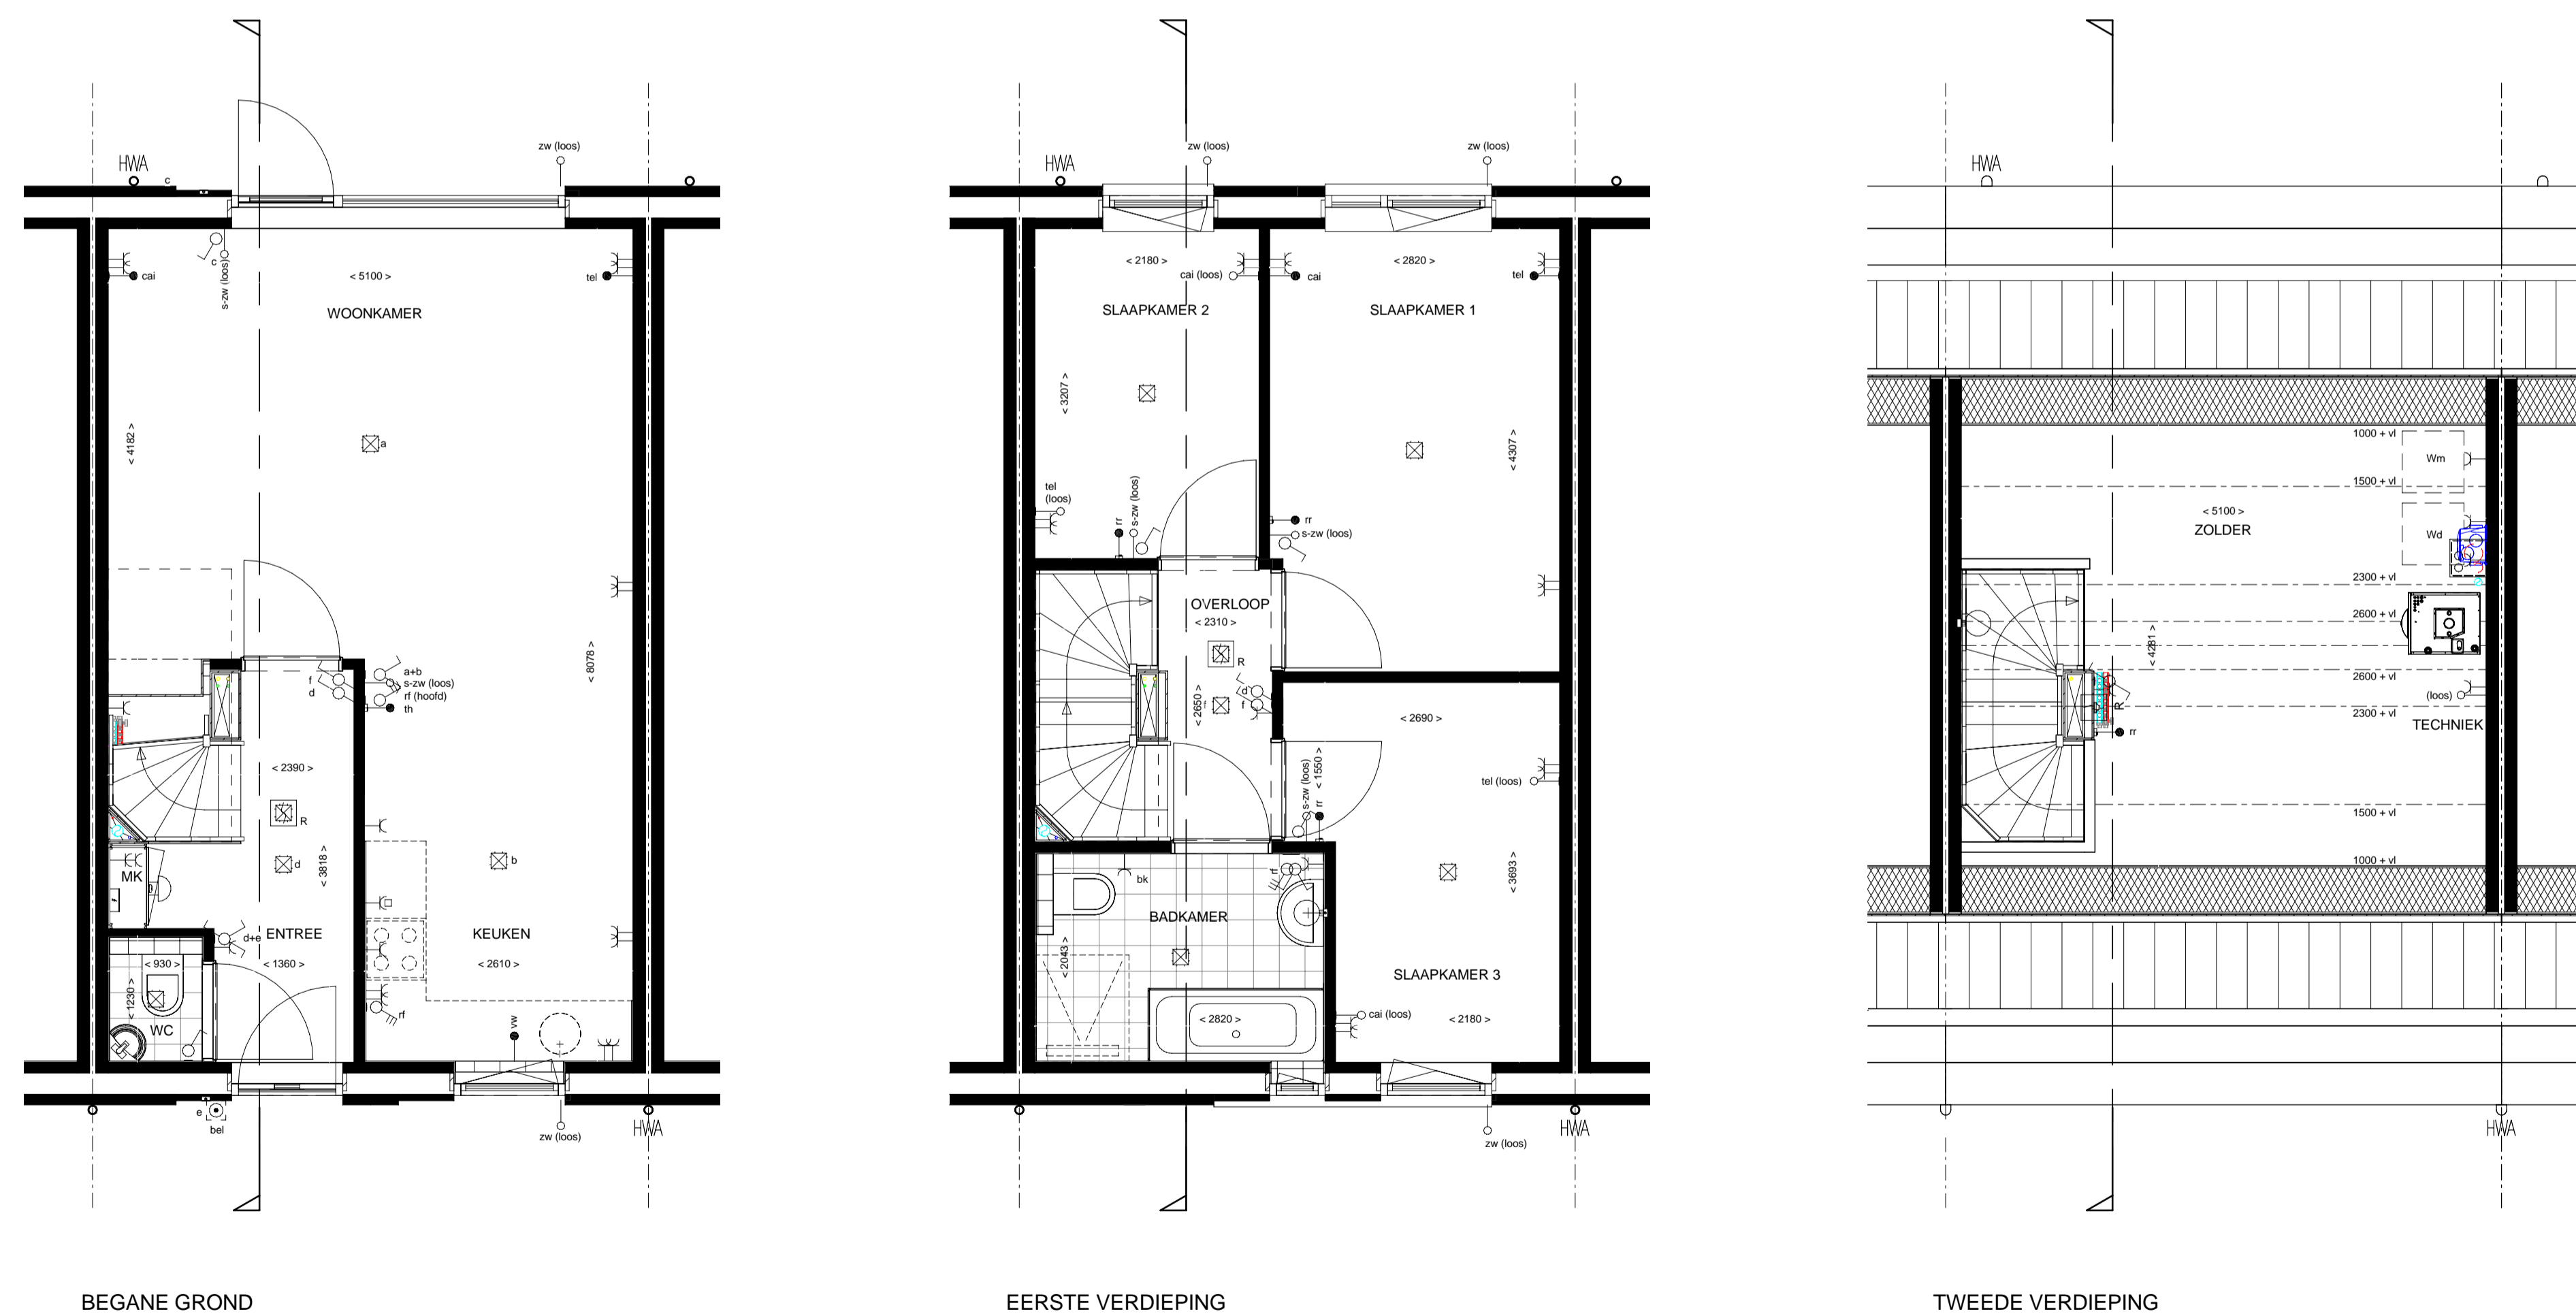 zw (loos)
HWA
c
c
s-zw (loos)
cai
< 5100 >
tel
WOONKAMER
< 4182 >
a
< 8078 >
f
d
a+b
s-zw (loos)
rf (hoofd)
th
< 2390 >
R
d
< 3818 >
b
MK
d+e
ENTREE
KEUKEN
< 930 >
< 1360 >
< 2610 >
< 1230 >
WC
rf
vw
e
bel
zw (loos)
HWA
BEGANE GROND
HWA
zw (loos)
zw (loos)
< 2180 >
cai (loos)
cai
< 2820 >
tel
SLAAPKAMER 2
SLAAPKAMER 1
< 3207 >
< 4307 >
tel
(loos)
rr
s-zw (loos)
rr
s-zw (loos)
OVERLOOP
< 2310 >
R
d
f
f
< 2650 >
< 2690 >
s-zw (loos)
rr
< 1550 >
tel (loos)
bk
rf
< 3693 >
BADKAMER
< 2043 >
SLAAPKAMER 3
< 2820 >
cai (loos)
< 2180 >
zw (loos)
HWA
EERSTE VERDIEPING
HWA
1000 + vl
Wm
1500 + vl
< 5100 >
ZOLDER
Wd
2300 + vl
2600 + vl
< 4281 >
2600 + vl
(loos)
R
2300 + vl
TECHNIEK
rr
1500 + vl
1000 + vl
HWA
TWEEDE VERDIEPING